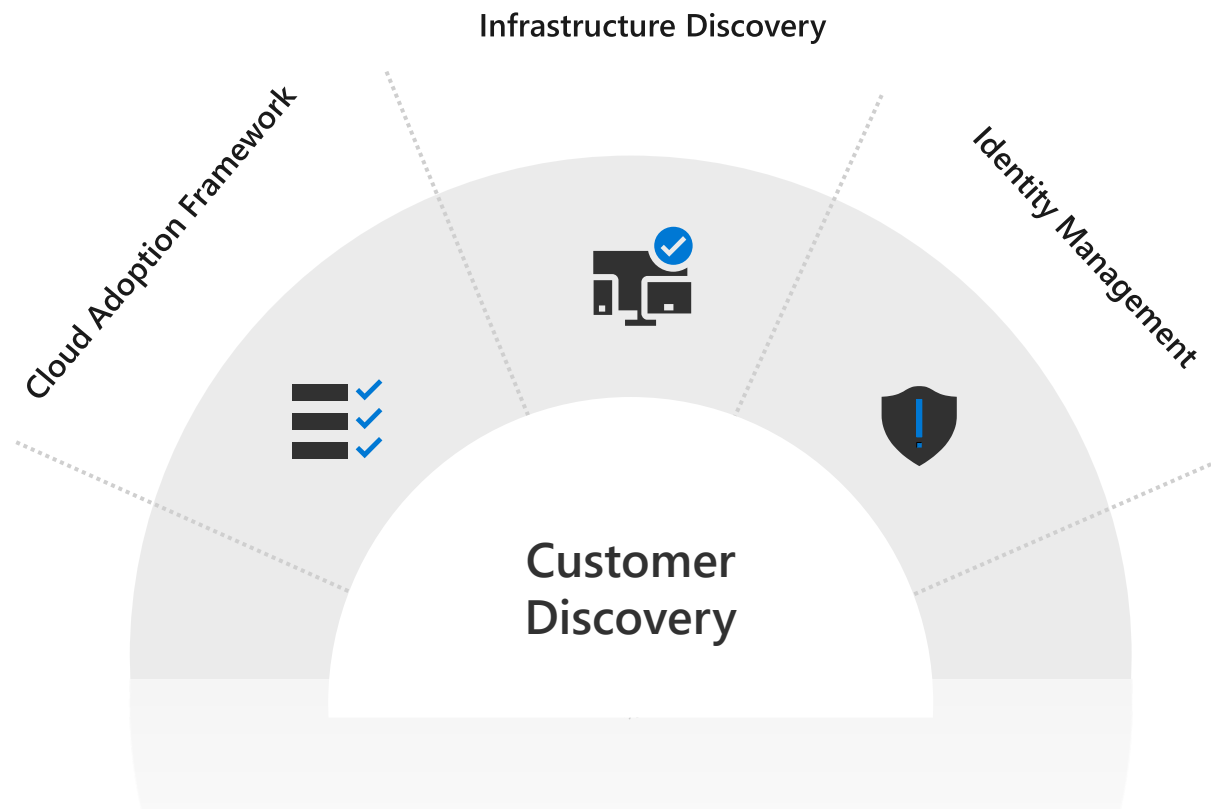 Infrastructure Discovery
Cloud Adoption Framework
Identity Management
Customer
Discovery